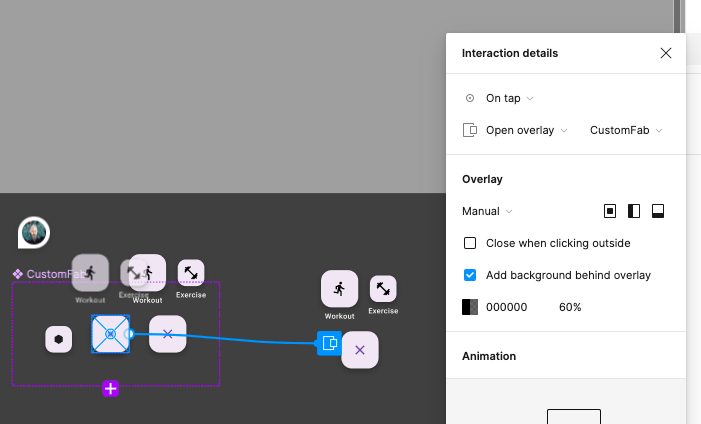 Interaction details
On tap
Open overlay CustomFab
Overlay
Manual
Close when clicking outside
Add background behind overlay
000000 60%
Animation
CustomFab
Workout Exercise Workout Exercise
Workout Exercise